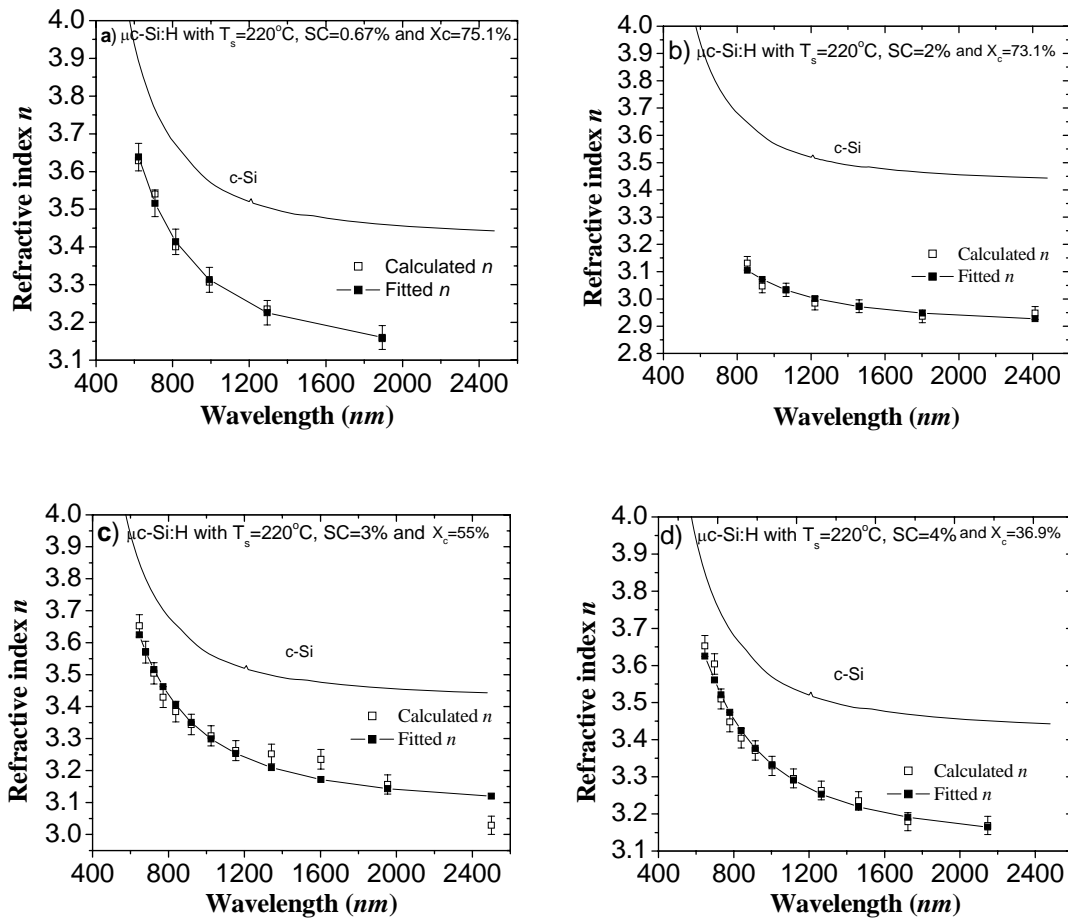 a) μc-Si:H with Ts=220oC, SC=0.67% and Xc=75.1%
4.0
3.9
3.8
3.7
3.6
3.5
3.4
3.3
3.2
3.1
Refractive index n
c-Si
Calculated n
Fitted n
400 800 1200 1600 2000 2400
Wavelength (nm)
b) μc-Si:H with Ts=220oC, SC=2% and Xc=73.1%
4.0
3.9
3.8
3.7
3.6
3.5
3.4
3.3
3.2
3.1
3.0
2.9
2.8
Refractive index n
c-Si
Calculated n
Fitted n
400 800 1200 1600 2000 2400
Wavelength (nm)
c) μc-Si:H with Ts=220oC, SC=3% and Xc=55%
4.0
3.9
3.8
3.7
3.6
3.5
3.4
3.3
3.2
3.1
3.0
Refractive index n
c-Si
Calculated n
Fitted n
400 800 1200 1600 2000 2400
Wavelength (nm)
d) μc-Si:H with Ts=220oC, SC=4% and Xc=36.9%
4.0
3.9
3.8
3.7
3.6
3.5
3.4
3.3
3.2
3.1
Refractive index n
c-Si
Calculated n
Fitted n
400 800 1200 1600 2000 2400
Wavelength (nm)